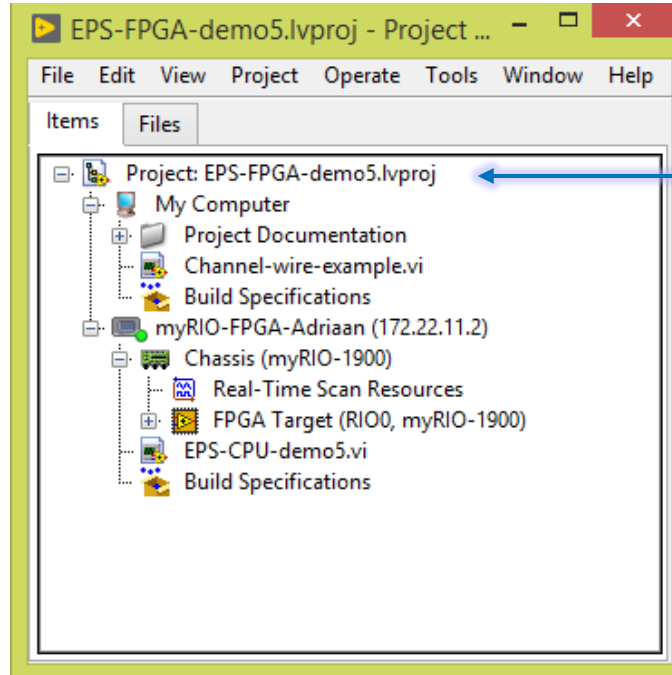 EPS-FPGA-demo5.lvproj - Project ...
File Edit View Project Operate Tools Window Help
Items Files
Project: EPS-FPGA-demo5.lvproj
My Computer
Project Documentation
Channel-wire-example.vi
Build Specifications
myRIO-FPGA-Adriaan (172.22.11.2)
Chassis (myRIO-1900)
Real-Time Scan Resources
FPGA Target (RIO0, myRIO-1900)
EPS-CPU-demo5.vi
Build Specifications